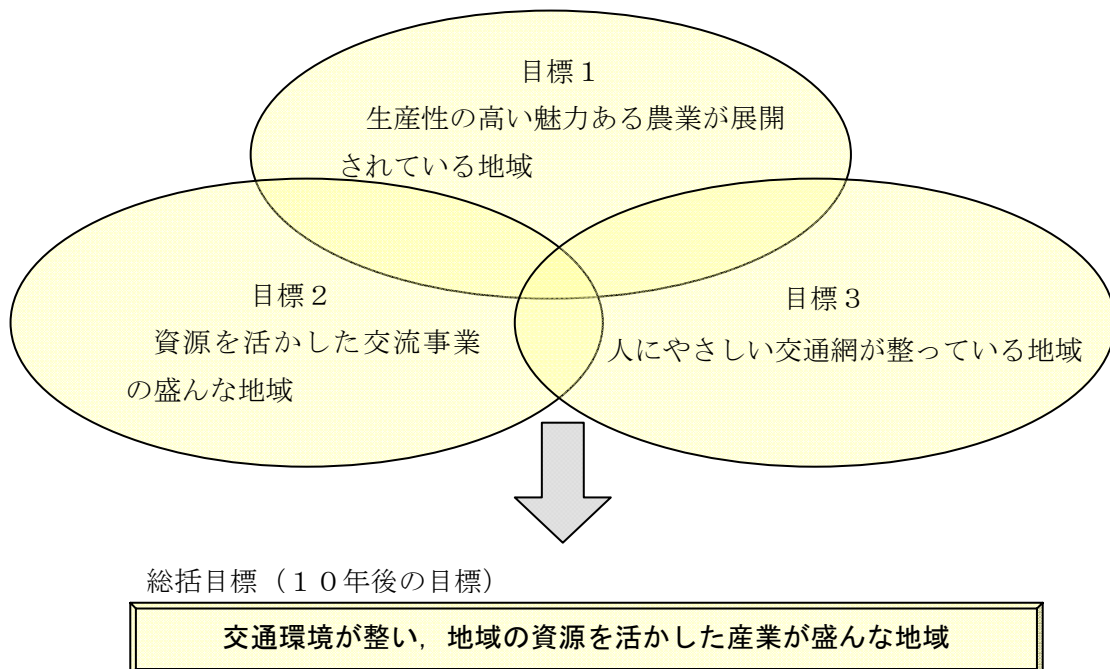 目標１
生産性の高い魅力ある農業が展開
されている地域
目標２
資源を活かした交流事業
の盛んな地域
目標３
人にやさしい交通網が整っている地域
総括目標（１０年後の目標）
交通環境が整い，地域の資源を活かした産業が盛んな地域